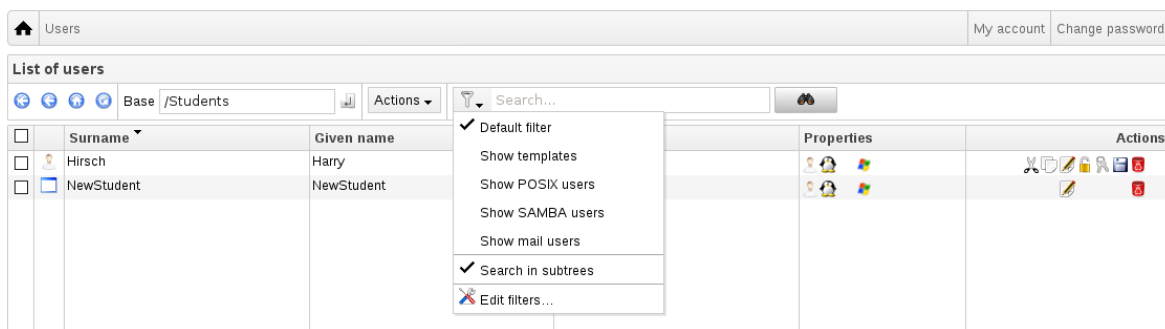 Users My account Change password
List of users
Base /Students Actions Search...
Surname Given name Properties Actions
Default filter
Hirsch Harry
Show templates
NewStudent NewStudent
Show POSIX users
Show SAMBA users
Show mail users
Search in subtrees
Edit filters...